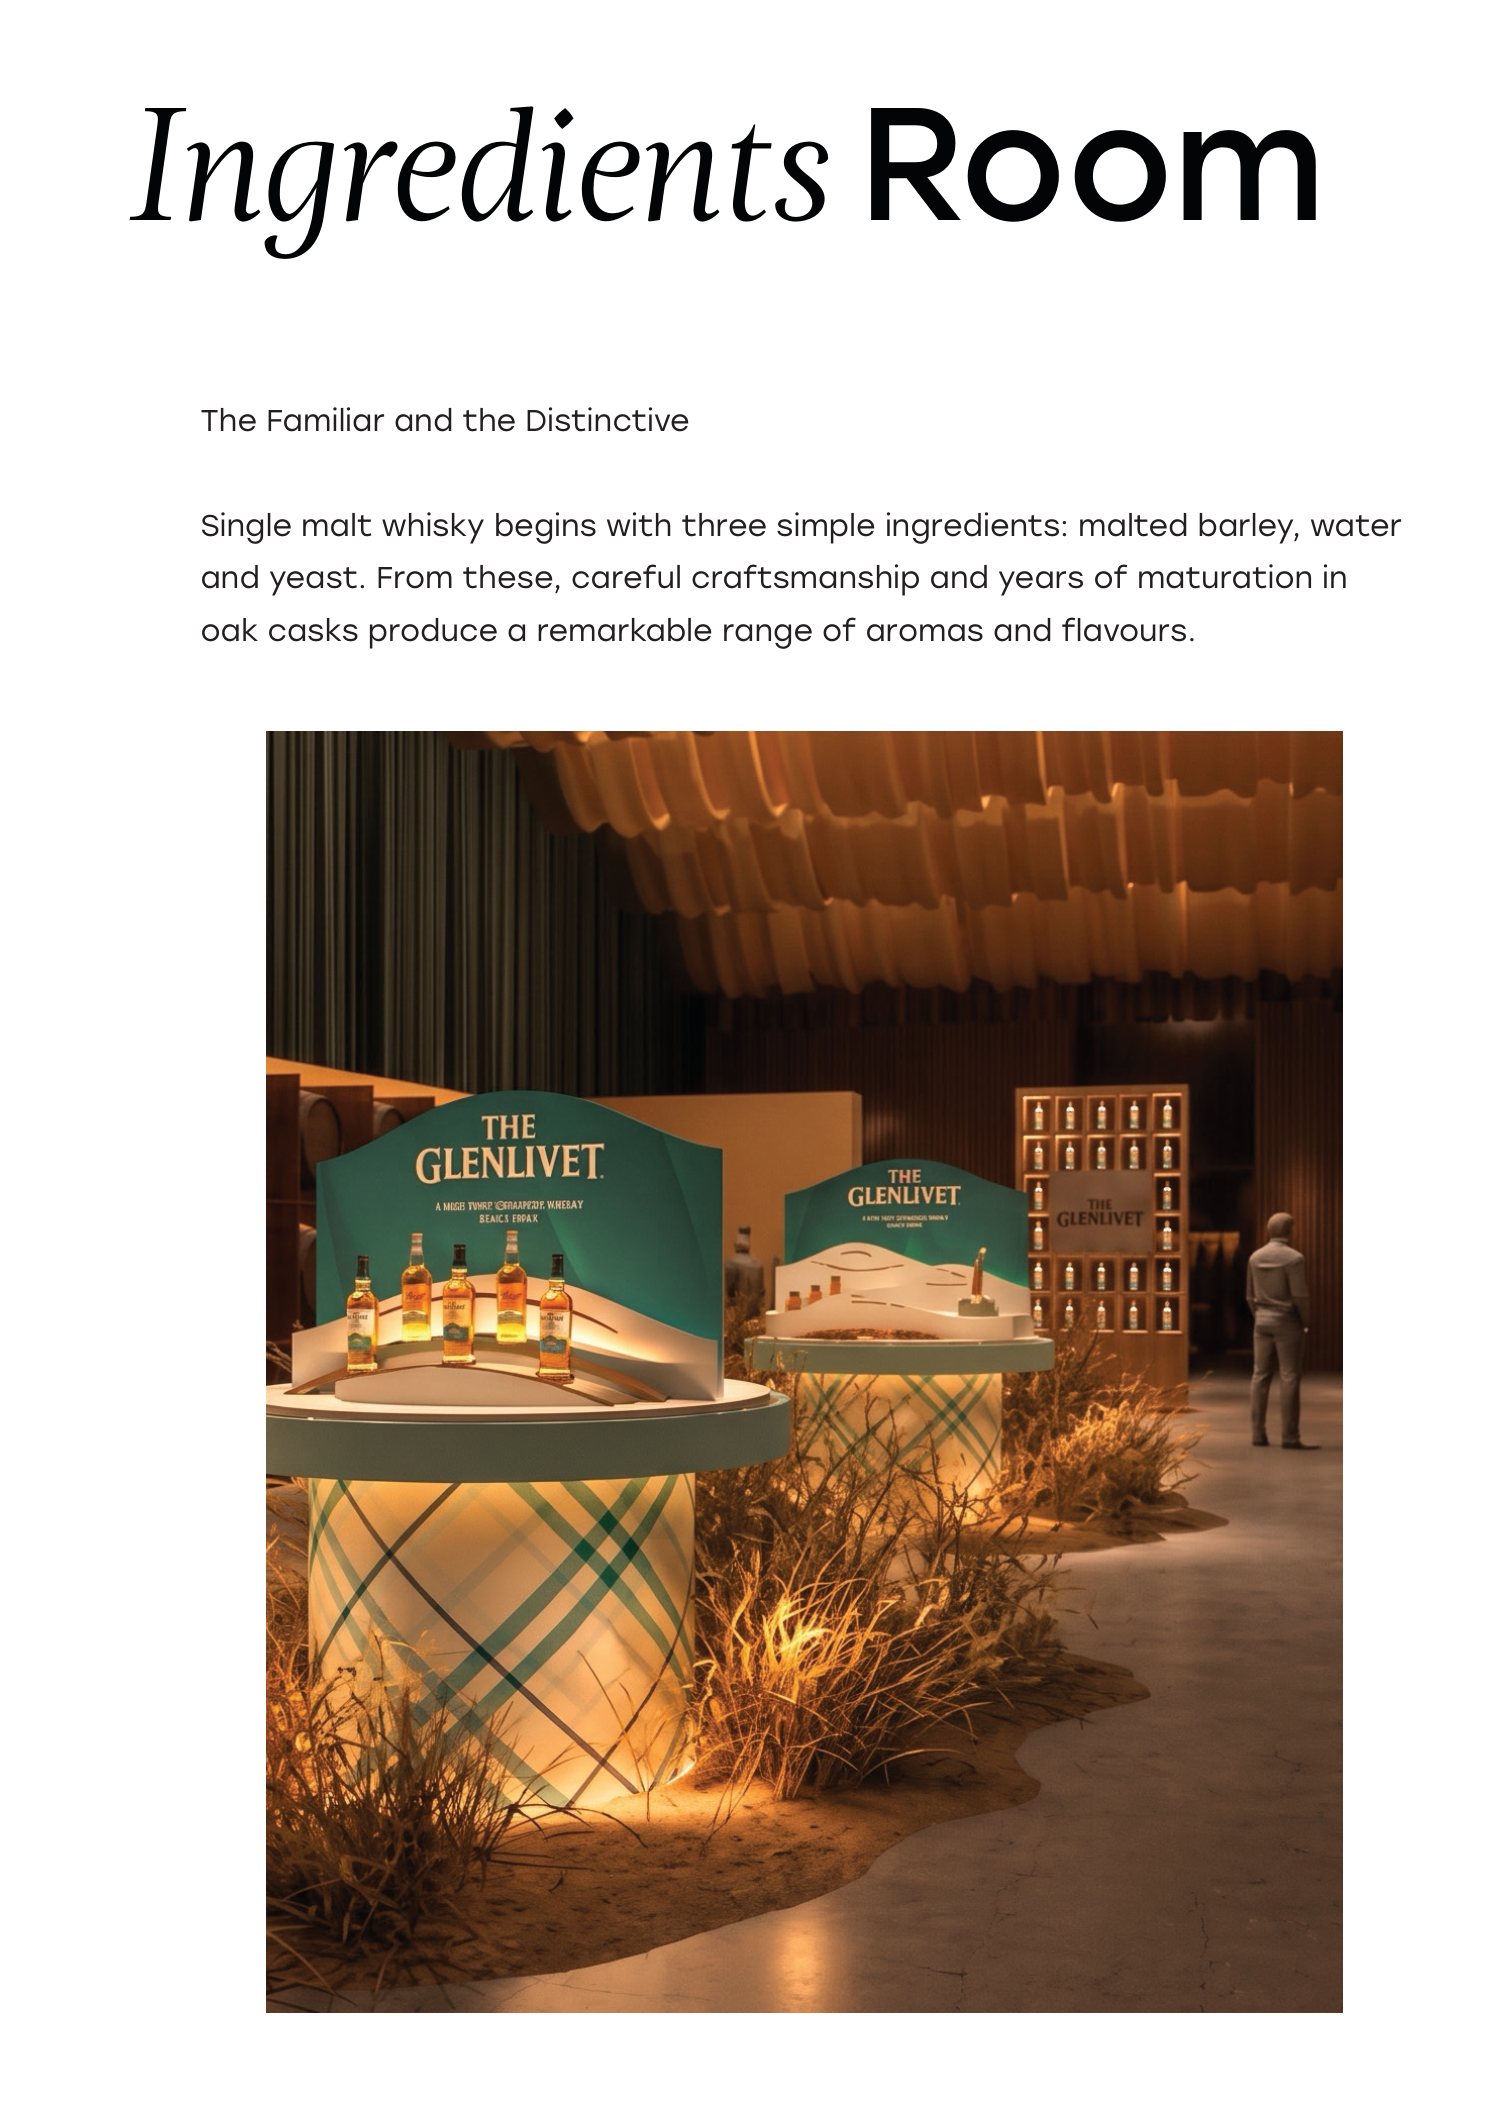 Ingredients Room
The Familiar and the Distinctive
Single malt whisky begins with three simple ingredients: malted barley, water
and yeast. From these, careful craftsmanship and years of maturation in
oak casks produce a remarkable range of aromas and flavours.
THE
GLENLIVET
THE
GLENLIVET
THE
GLENLIVET